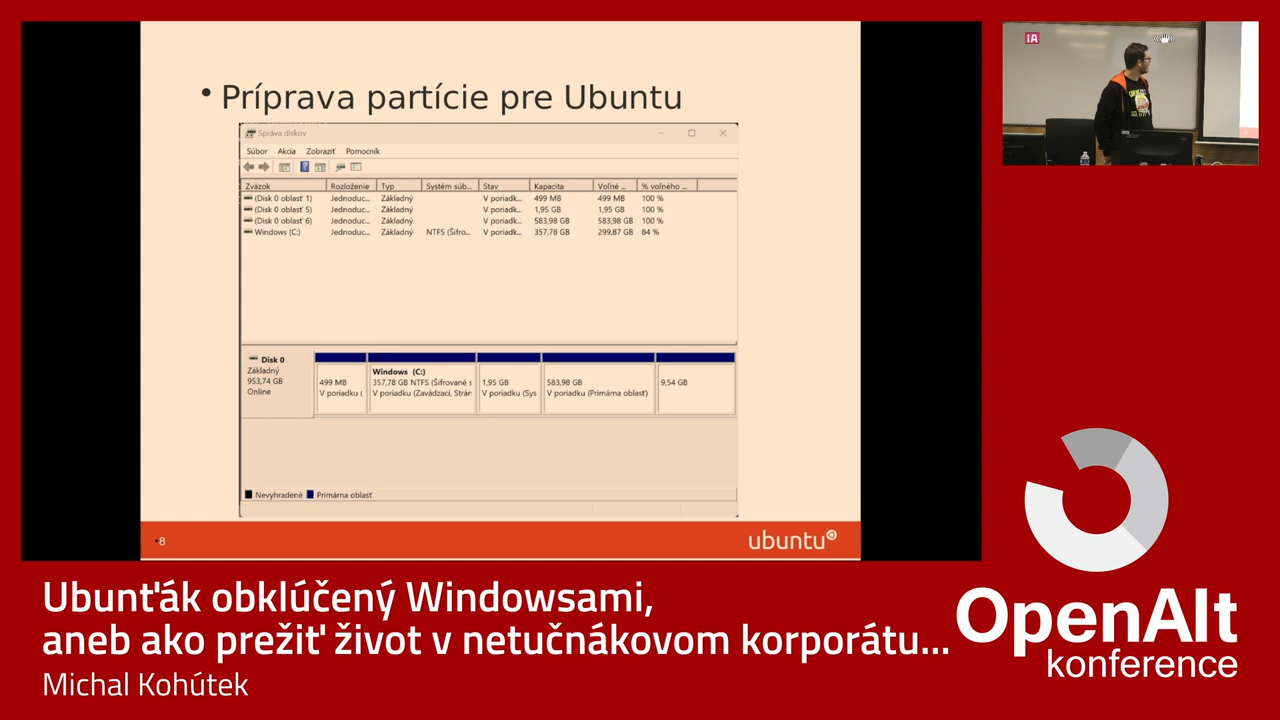 • Príprava partície pre Ubuntu
Správa diskov
Súbor Akcia Zobraziť Pomocník
Zväzok Rozloženie Typ Systém súb... Stav Kapacita Voľné ... % voľného ...
(Disk 0 oblasť 1) Jednoduc... Základný V poriadk... 499 MB 499 MB 100 %
(Disk 0 oblasť 5) Jednoduc... Základný V poriadk... 1,95 GB 1,95 GB 100 %
(Disk 0 oblasť 6) Jednoduc... Základný V poriadk... 583,98 GB 583,98 GB 100 %
Windows (C:) Jednoduc... Základný NTFS (Šifro... V poriadk... 357,78 GB 299,87 GB 84 %
Disk 0
Základný
953,74 GB
Online
499 MB
V poriadku (
Windows (C:)
357,78 GB NTFS (Šifrované s
V poriadku (Zavádzací, Strán
1,95 GB
V poriadku (Sys
583,98 GB
V poriadku (Primárna oblasť)
9,54 GB
Nevyhradené Primárna oblasť
•8
ubuntu
iA
Ubunťák obklúčený Windowsami,
aneb ako prežiť život v netučnákovom korporátu...
Michal Kohútek
OpenAlt
konference